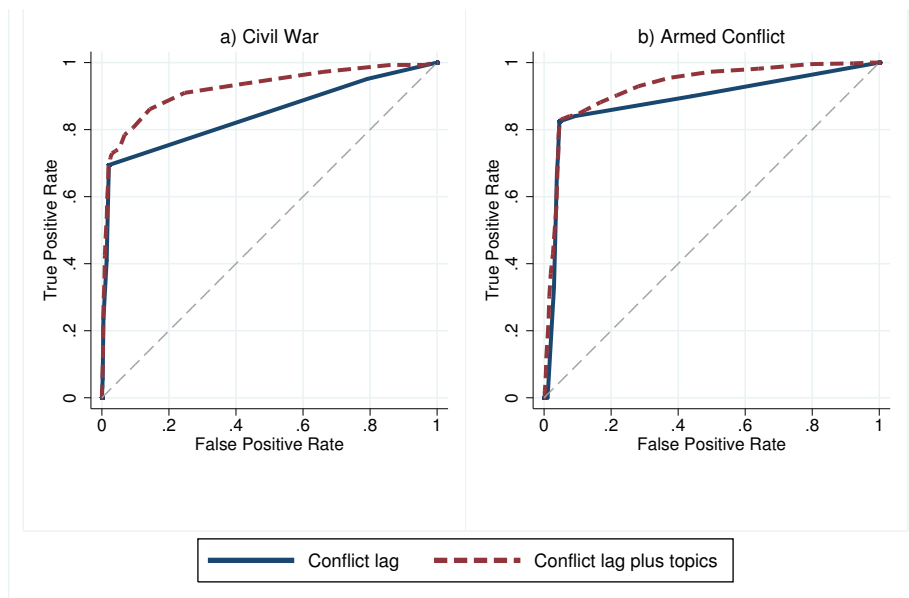 a) Civil War
True Positive Rate
1
.8
.6
.4
.2
0
0 .2 .4 .6 .8 1
False Positive Rate
b) Armed Conflict
True Positive Rate
1
.8
.6
.4
.2
0
0 .2 .4 .6 .8 1
False Positive Rate
Conflict lag
Conflict lag plus topics